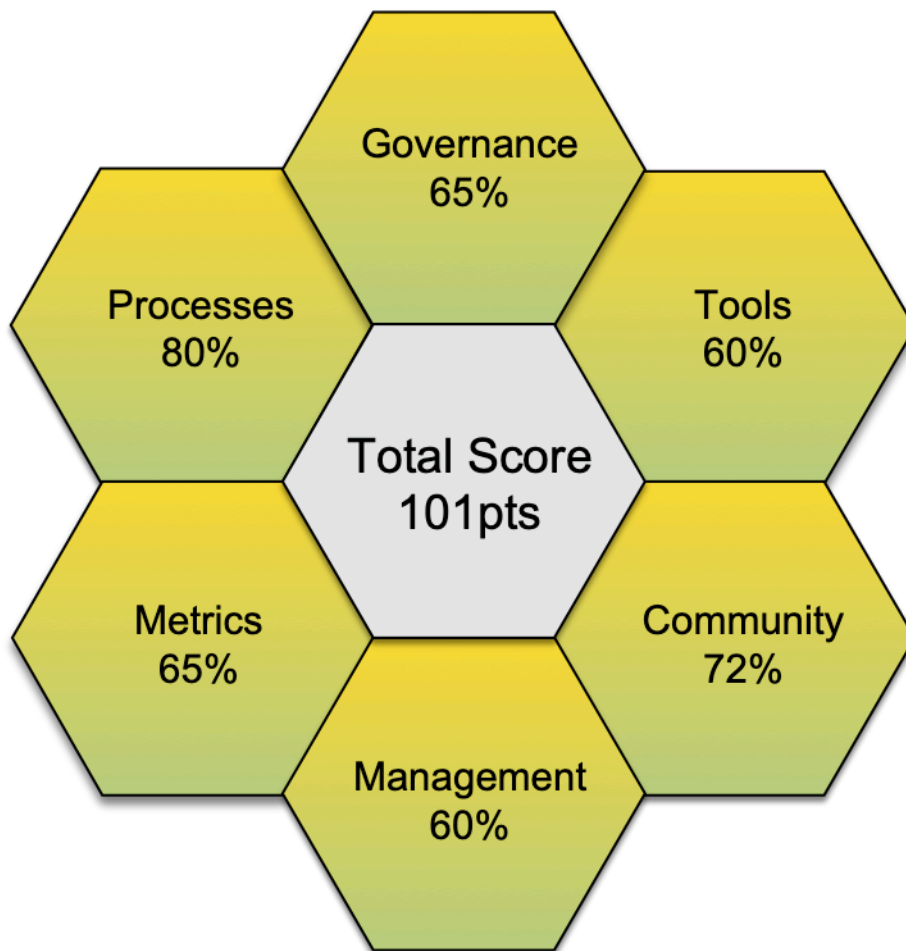 Governance
65%
Processes
80%
Tools
60%
Total Score
101pts
Metrics
65%
Community
72%
Management
60%